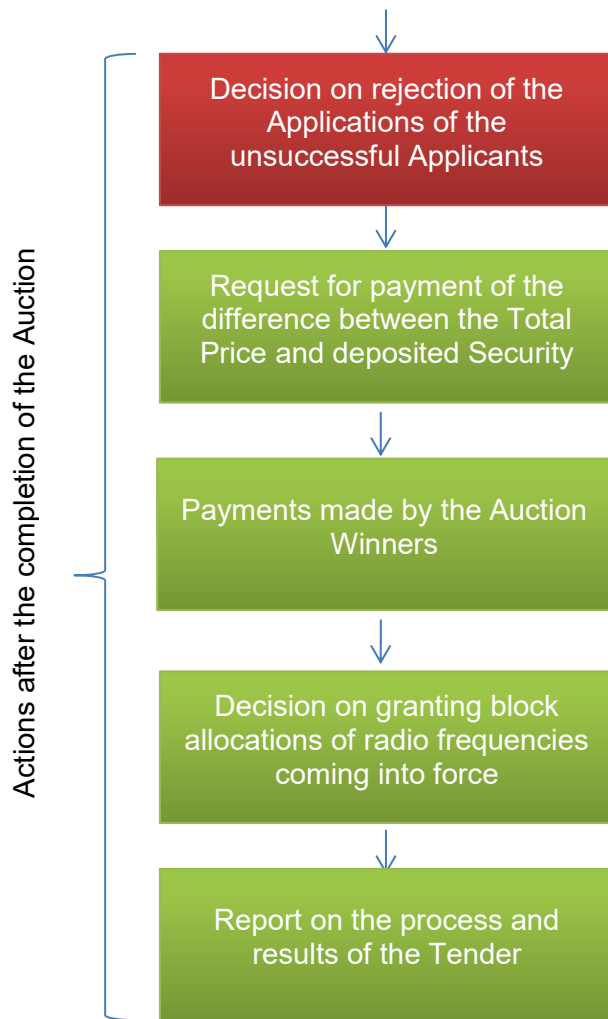 Actions after the completion of the Auction
Decision on rejection of the
Applications of the
unsuccessful Applicants
Request for payment of the
difference between the Total
Price and deposited Security
Payments made by the Auction
Winners
Decision on granting block
allocations of radio frequencies
coming into force
Report on the process and
results of the Tender